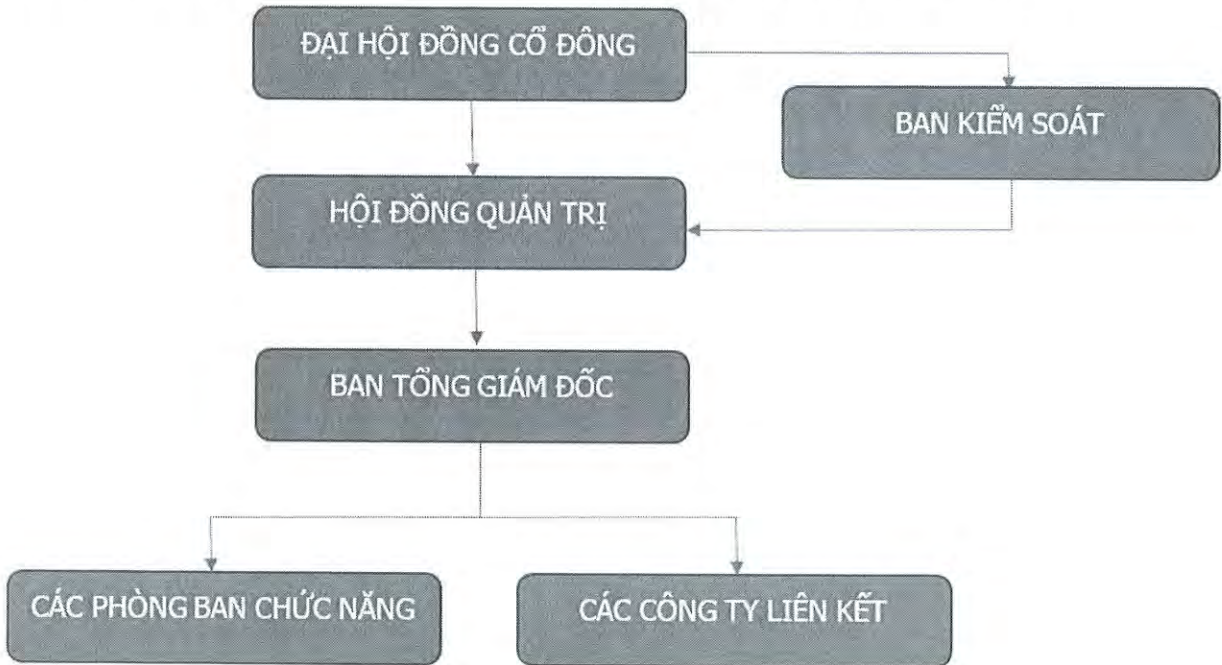 ĐẠI HỘI ĐỒNG CỔ ĐÔNG
BAN KIỂM SOÁT
HỘI ĐỒNG QUẢN TRỊ
BAN TỔNG GIÁM ĐỐC
CÁC PHÒNG BAN CHỨC NĂNG
CÁC CÔNG TY LIÊN KẾT